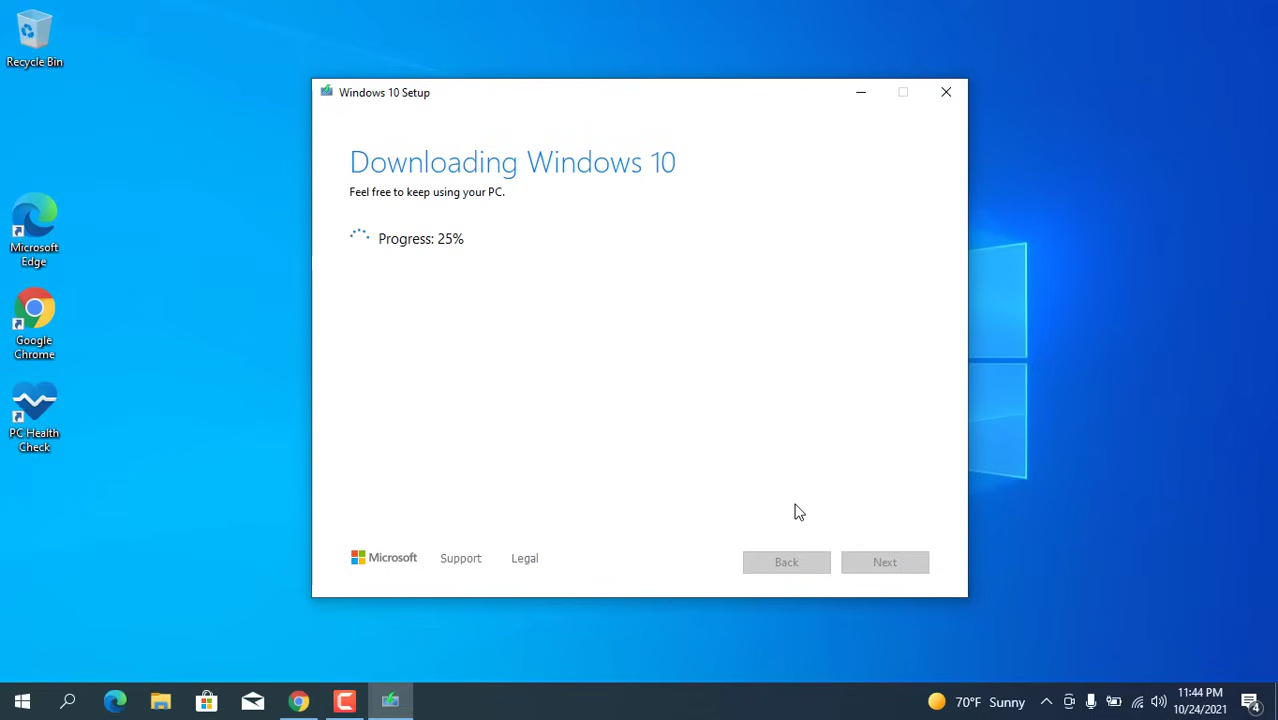 Recycle Bin
Microsoft
Edge
Google
Chrome
PC Health
Check
Windows 10 Setup
Downloading Windows 10
Feel free to keep using your PC.
Progress: 25%
Microsoft
Support
Legal
Back
Next
70°F Sunny
11:44 PM
10/24/2021
4